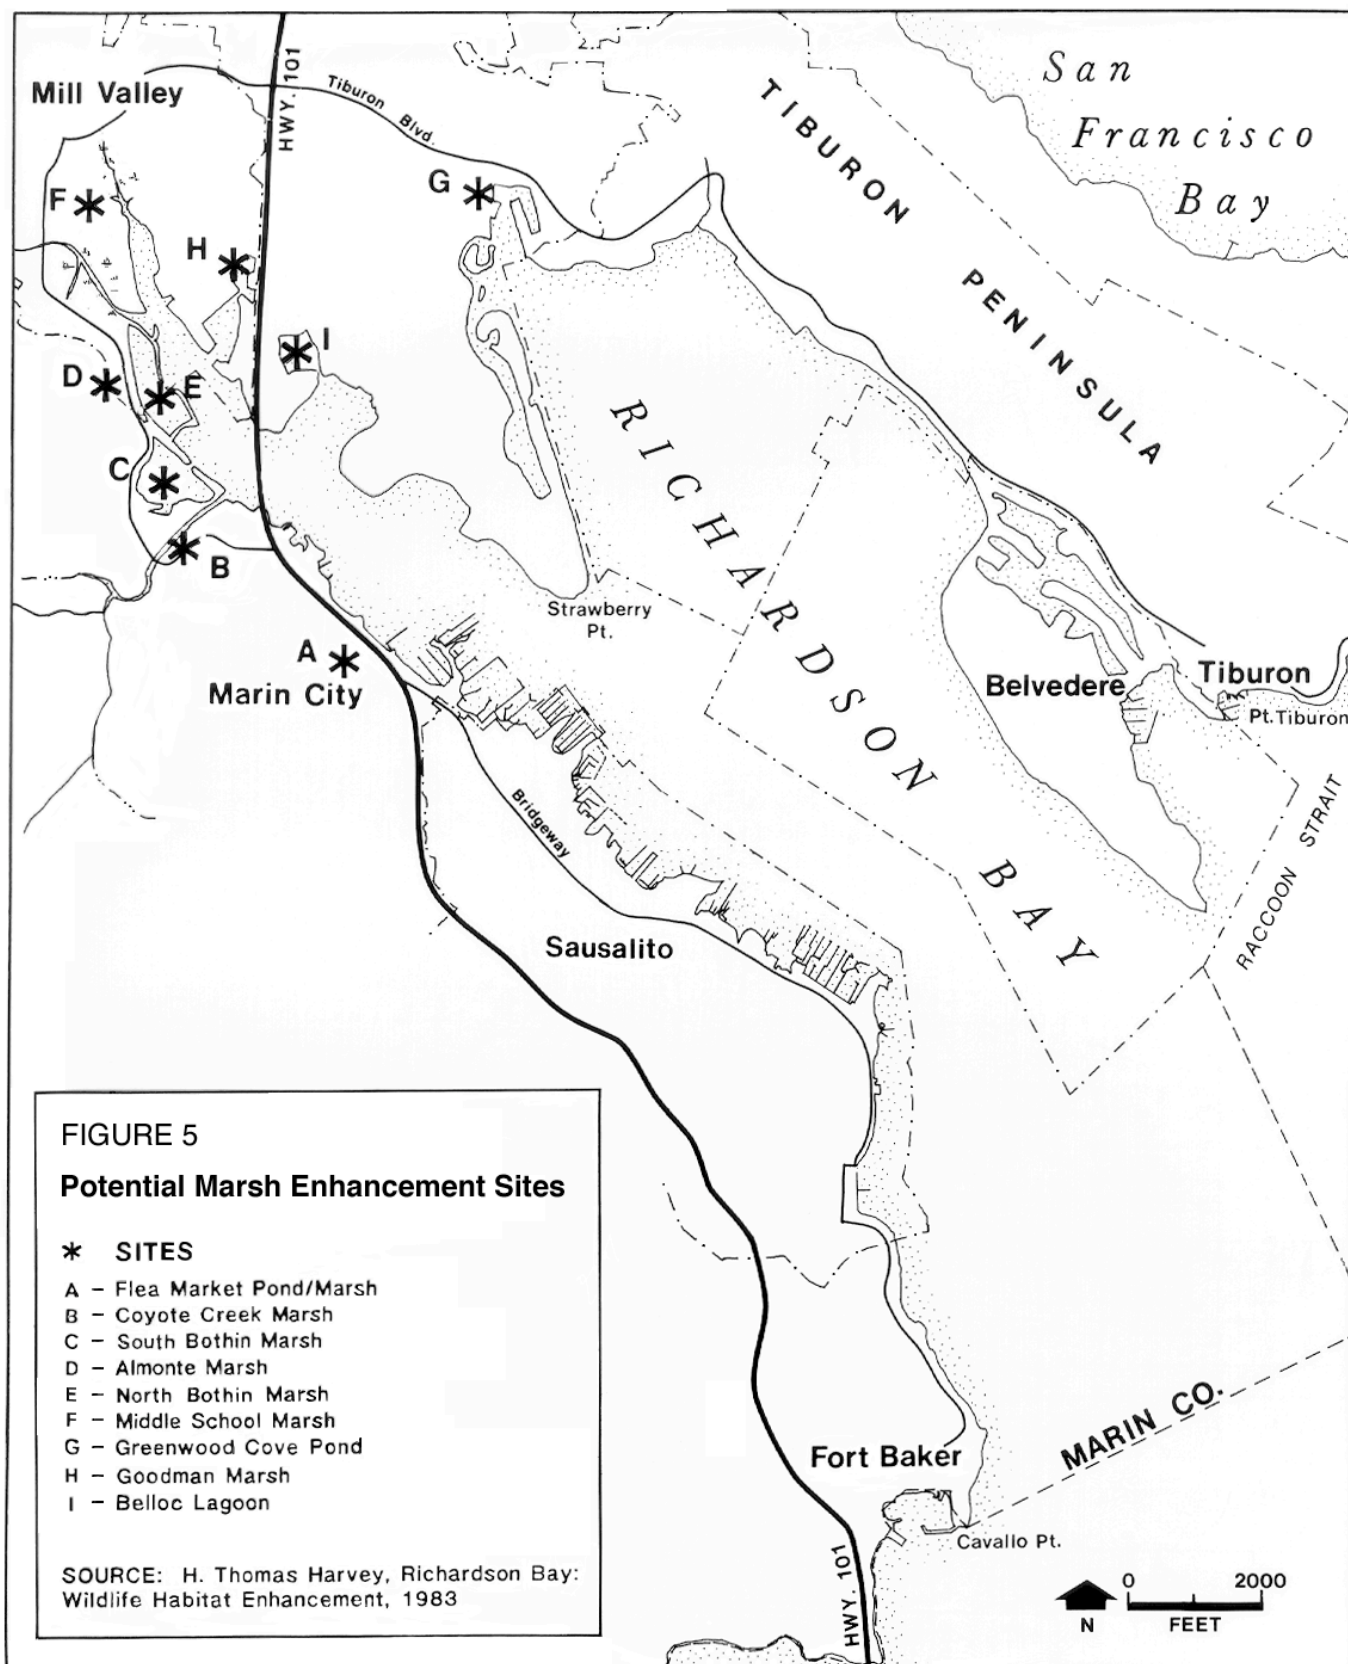 San
Francisco
Bay
Mill Valley
HWY. 101
Tiburon Blvd.
TIBURON PENINSULA
F
G
H
I
D
E
C
B
A
RICHARDSON BAY
Strawberry
Pt.
Marin City
Belvedere
Tiburon
Pt. Tiburon
RACCOON STRAIT
Bridgeway
Sausalito
FIGURE 5
Potential Marsh Enhancement Sites
* SITES
A – Flea Market Pond/Marsh
B – Coyote Creek Marsh
C – South Bothin Marsh
D – Almonte Marsh
E – North Bothin Marsh
F – Middle School Marsh
G – Greenwood Cove Pond
H – Goodman Marsh
I – Belloc Lagoon
SOURCE: H. Thomas Harvey, Richardson Bay:
Wildlife Habitat Enhancement, 1983
MARIN CO.
Fort Baker
Cavallo Pt.
HWY. 101
0 2000
N FEET